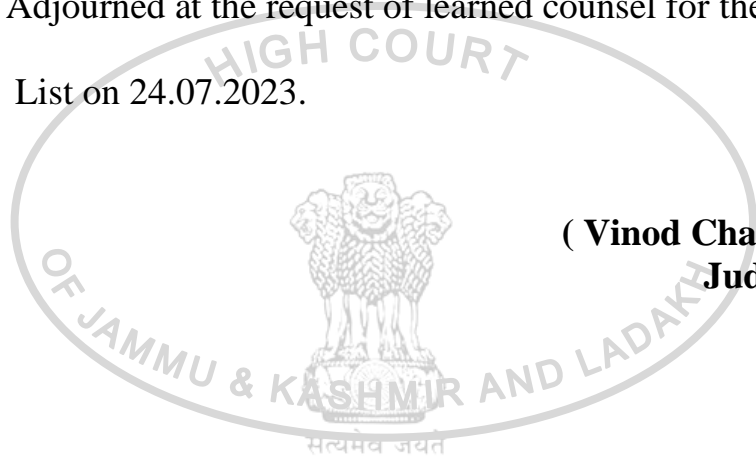 Adjourned at the request of learned counsel for the
HIGH COURT
List on 24.07.2023.
( Vinod Cha
Jud
OF JAMMU & KASHMIR AND LADAKH
सत्यमेव जयते